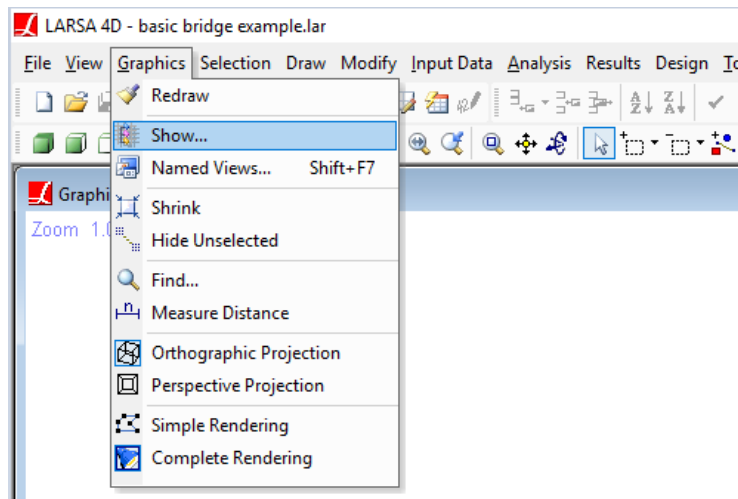 LARSA 4D - basic bridge example.lar
File View Graphics Selection Draw Modify Input Data Analysis Results Design
Redraw
Show...
Named Views... Shift+F7
Graphi
Shrink
Zoom 1.0
Hide Unselected
Find...
Measure Distance
Orthographic Projection
Perspective Projection
Simple Rendering
Complete Rendering